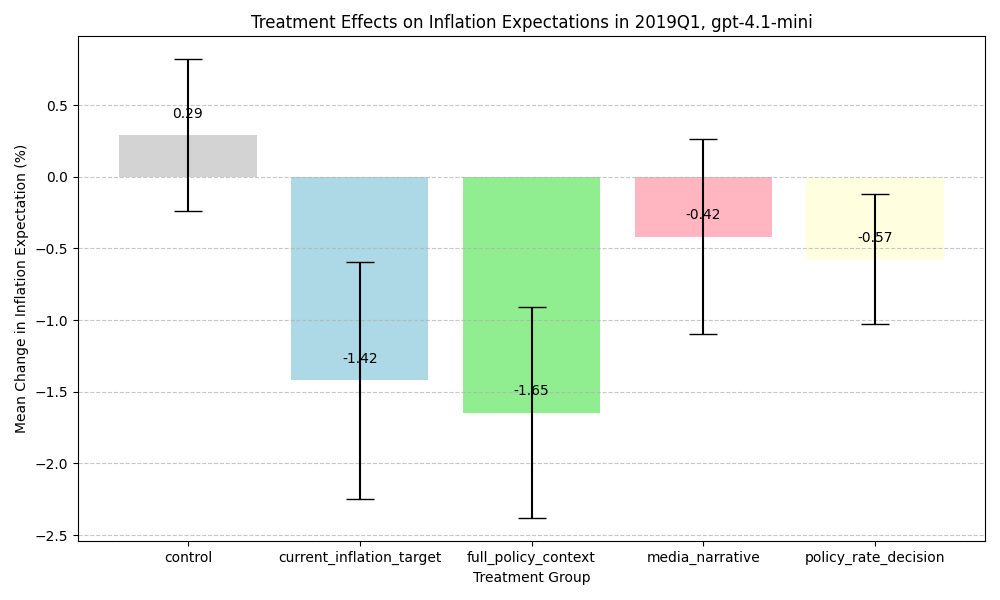 Treatment Effects on Inflation Expectations in 2019Q1, gpt-4.1-mini
Mean Change in Inflation Expectation (%)
0.5
0.0
−0.5
−1.0
−1.5
−2.0
−2.5
0.29
-1.42
-1.65
-0.42
-0.57
control
current_inflation_target
full_policy_context
media_narrative
policy_rate_decision
Treatment Group